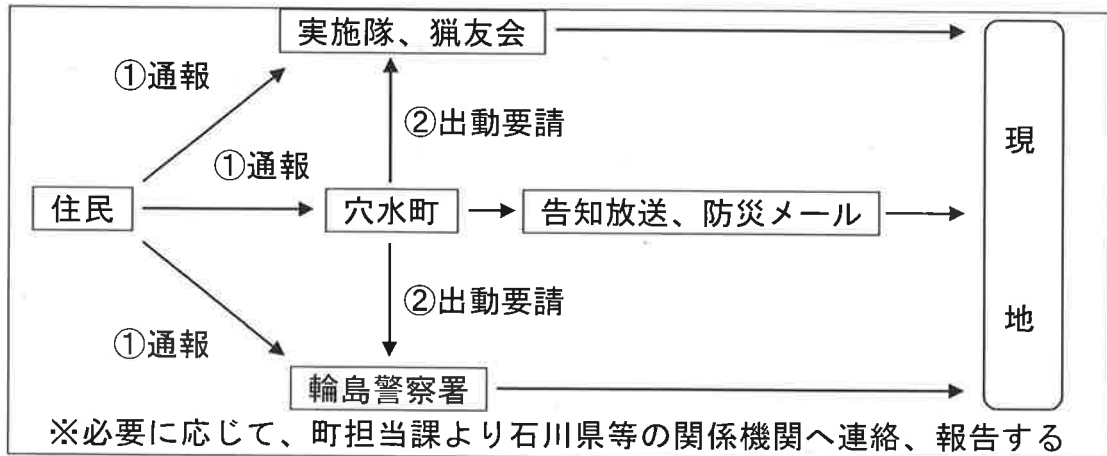 実施隊、猟友会
①通報
②出動要請
①通報
住民
穴水町
告知放送、防災メール
②出動要請
①通報
輪島警察署
現
地
※必要に応じて、町担当課より石川県等の関係機関へ連絡、報告する